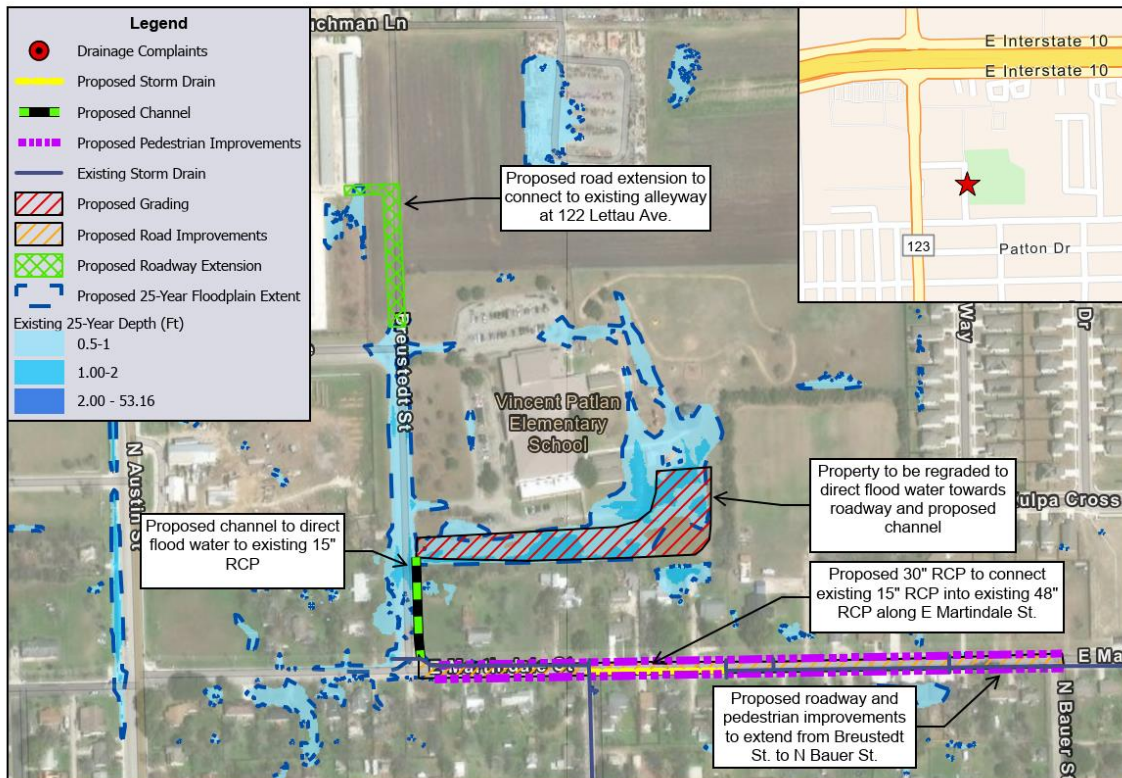 Legend
Drainage Complaints
Proposed Storm Drain
Proposed Channel
Proposed Pedestrian Improvements
Existing Storm Drain
Proposed Grading
Proposed Road Improvements
Proposed Roadway Extension
Proposed 25-Year Floodplain Extent
Existing 25-Year Depth (Ft)
0.5-1
1.00-2
2.00 - 53.16
E Interstate 10
E Interstate 10
123
Patton Dr
Proposed road extension to
connect to existing alleyway
at 122 Lettau Ave.
Breustedt St
Way
Dr
Vincent Patlan
Elementary
School
N Austin St
Property to be regraded to
direct flood water towards
roadway and proposed
channel
Cross
Proposed channel to direct
flood water to existing 15"
RCP
Proposed 30" RCP to connect
existing 15" RCP into existing 48"
RCP along E Martindale St.
E Martindale St
E Ma
Proposed roadway and
pedestrian improvements
to extend from Breustedt
St. to N Bauer St.
N Bauer S